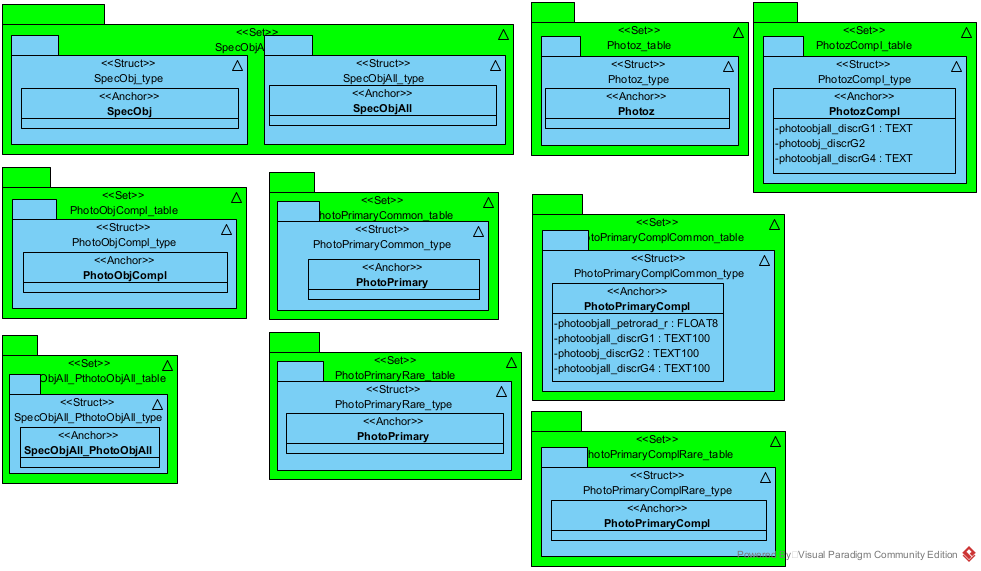 <<Set>>
SpecObjA
<<Struct>>
SpecObj_type
<<Anchor>>
SpecObj
<<Struct>>
SpecObjAll_type
<<Anchor>>
SpecObjAll
<<Set>>
Photoz_table
<<Struct>>
Photoz_type
<<Anchor>>
Photoz
<<Set>>
PhotozCompl_table
<<Struct>>
PhotozCompl_type
<<Anchor>>
PhotozCompl
-photoobjall_discrG1 : TEXT
-photoobj_discrG2
-photoobjall_discrG4 : TEXT
<<Set>>
PhotoObjCompl_table
<<Struct>>
PhotoObjCompl_type
<<Anchor>>
PhotoObjCompl
<<Set>>
hotoPrimaryCommon_table
<<Struct>>
PhotoPrimaryCommon_type
<<Anchor>>
PhotoPrimary
<<Set>>
toPrimaryComplCommon_table
<<Struct>>
PhotoPrimaryComplCommon_type
<<Anchor>>
PhotoPrimaryCompl
-photoobjall_petrorad_r : FLOAT8
-photoobjall_discrG1 : TEXT100
-photoobj_discrG2 : TEXT100
-photoobjall_discrG4 : TEXT100
<<Set>>
ObjAll_PthotoObjAll_table
<<Struct>>
SpecObjAll_PthotoObjAll_type
<<Anchor>>
SpecObjAll_PhotoObjAll
<<Set>>
PhotoPrimaryRare_table
<<Struct>>
PhotoPrimaryRare_type
<<Anchor>>
PhotoPrimary
<<Set>>
hotoPrimaryComplRare_table
<<Struct>>
PhotoPrimaryComplRare_type
<<Anchor>>
PhotoPrimaryCompl
Powered By Visual Paradigm Community Edition